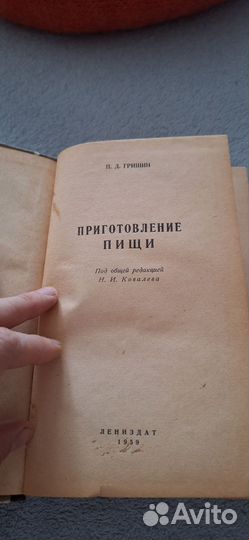 П. Д. ГРИШИН
ПРИГОТОВЛЕНИЕ
ПИЩИ
Под общей редакцией
Н. И. Ковалева
ЛЕНИЗДАТ
1959
Avito